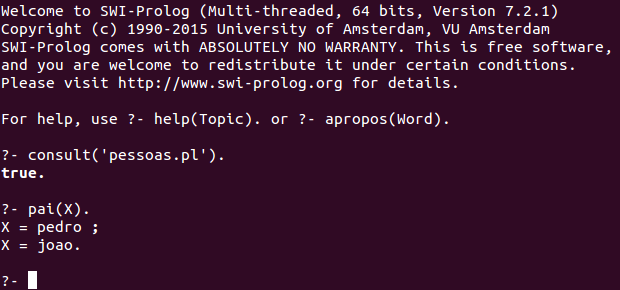 Welcome to SWI-Prolog (Multi-threaded, 64 bits, Version 7.2.1)
Copyright (c) 1990-2015 University of Amsterdam, VU Amsterdam
SWI-Prolog comes with ABSOLUTELY NO WARRANTY. This is free software,
and you are welcome to redistribute it under certain conditions.
Please visit http://www.swi-prolog.org for details.
For help, use ?- help(Topic). or ?- apropos(Word).
?- consult('pessoas.pl').
true.
?- pai(X).
X = pedro ;
X = joao.
?-